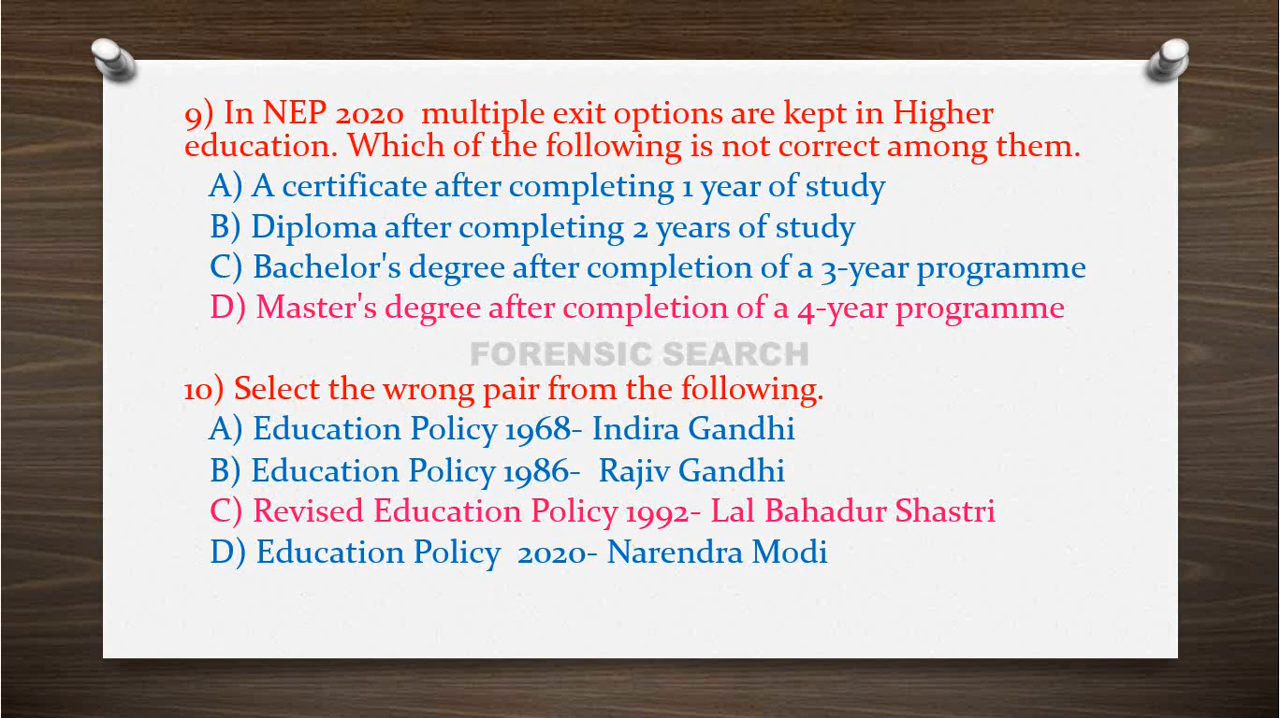 9) In NEP 2020 multiple exit options are kept in Higher
education. Which of the following is not correct among them.
A) A certificate after completing 1 year of study
B) Diploma after completing 2 years of study
C) Bachelor's degree after completion of a 3-year programme
D) Master's degree after completion of a 4-year programme
FORENSIC SEARCH
10) Select the wrong pair from the following.
A) Education Policy 1968- Indira Gandhi
B) Education Policy 1986- Rajiv Gandhi
C) Revised Education Policy 1992- Lal Bahadur Shastri
D) Education Policy 2020- Narendra Modi